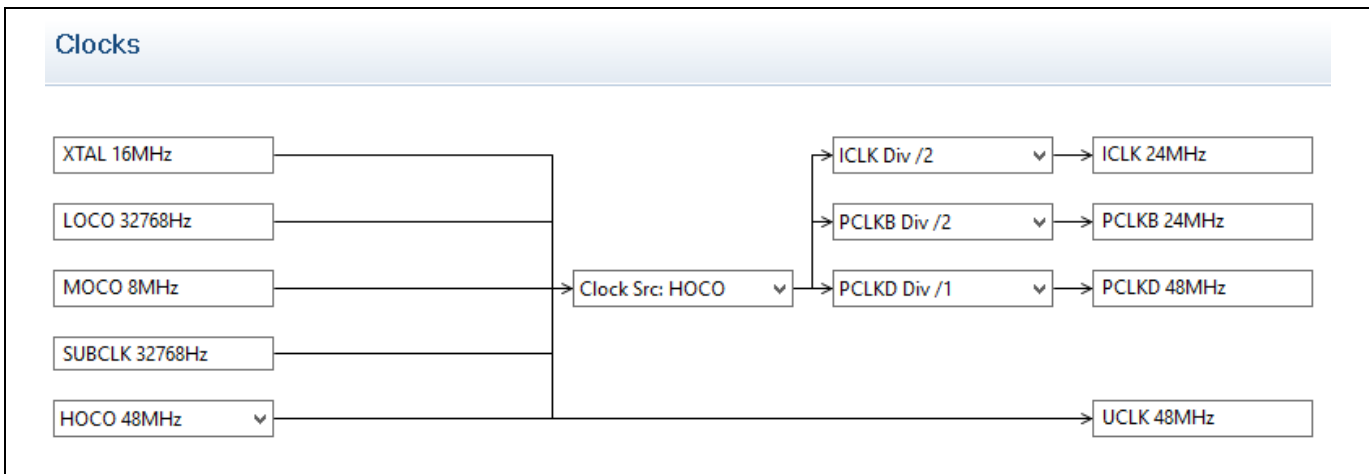 Clocks
XTAL 16MHz
ICLK Div /2
ICLK 24MHz
LOCO 32768Hz
PCLKB Div /2
PCLKB 24MHz
MOCO 8MHz
Clock Src: HOCO
PCLKD Div /1
PCLKD 48MHz
SUBCLK 32768Hz
HOCO 48MHz
UCLK 48MHz